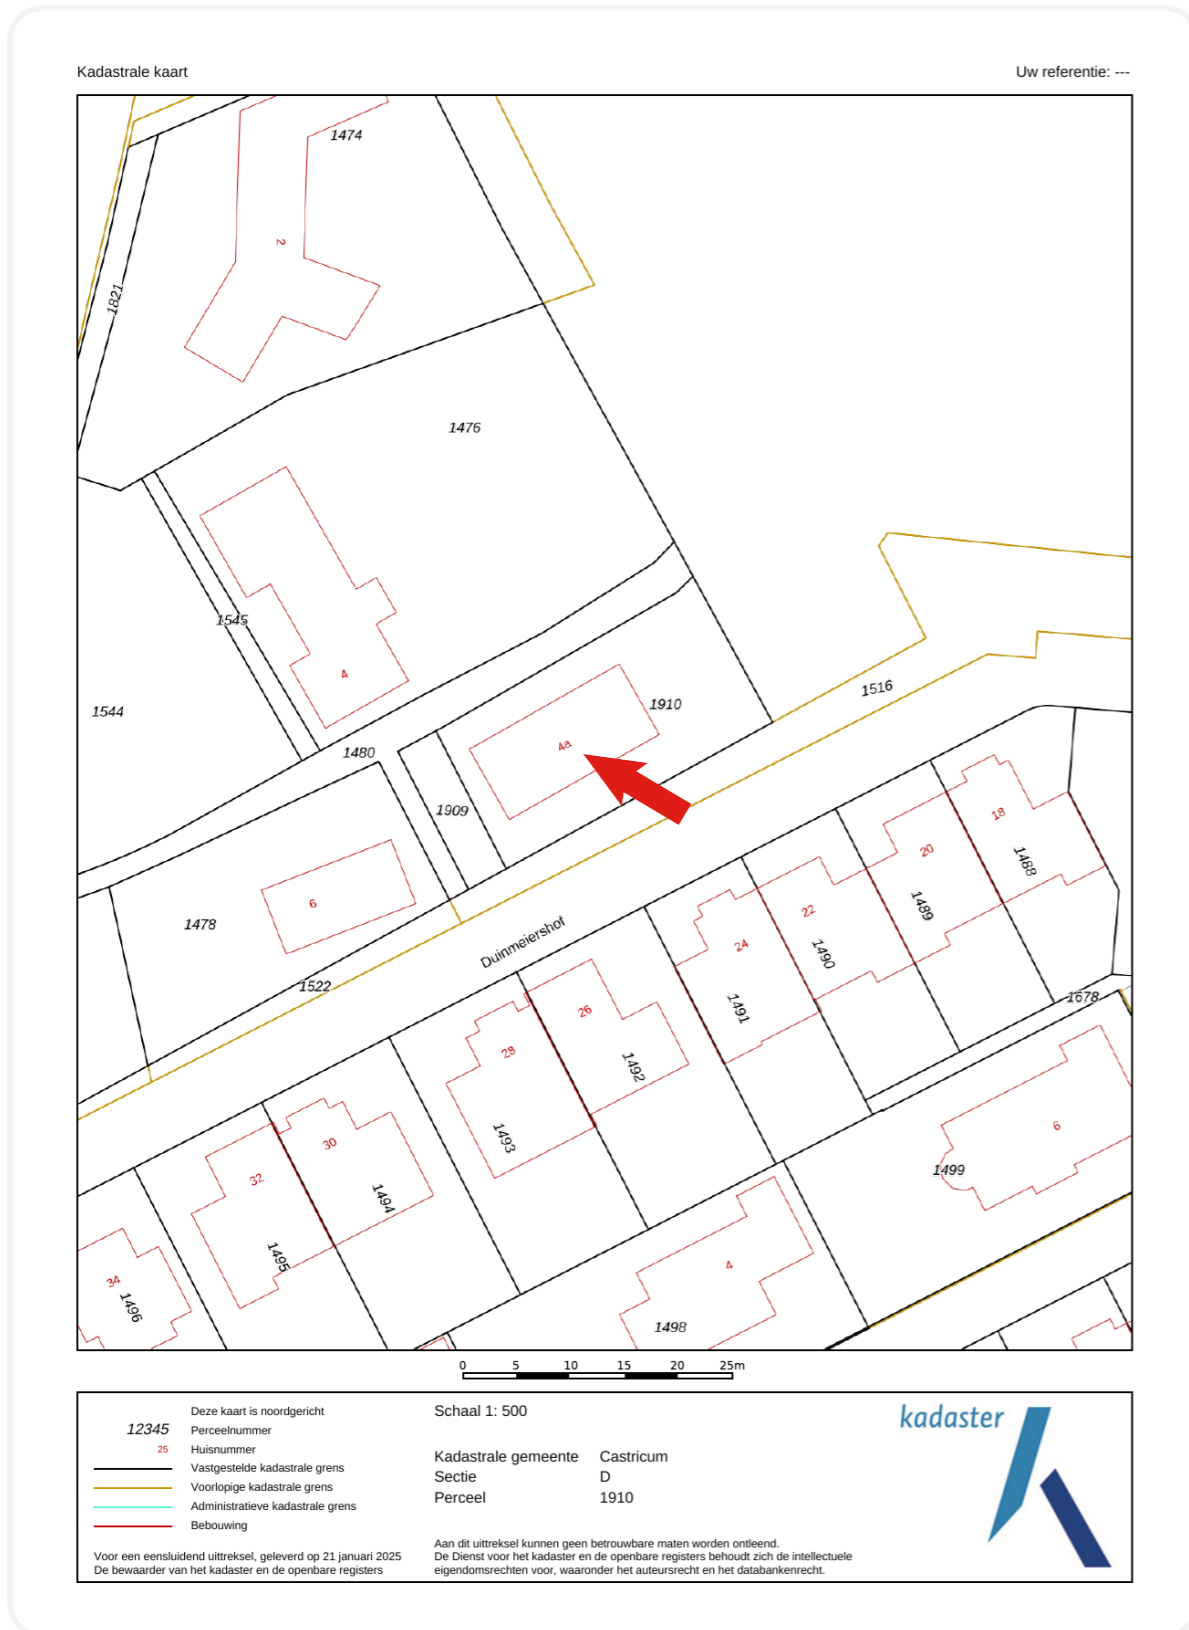 Kadastrale kaart
Uw referentie: ---
1474
2
1821
1476
1545
4
1544
1910
1516
1480
4a
1909
18
20
1488
6
22
1489
1478
24
1490
Duinmeiershof
1522
1678
26
1491
28
1492
6
30
1493
1499
32
1494
4
1495
34
1496
1498
0 5 10 15 20 25m
Deze kaart is noordgericht
12345 Perceelnummer
25 Huisnummer
Vastgestelde kadastrale grens
Voorlopige kadastrale grens
Administratieve kadastrale grens
Bebouwing
Voor een eensluidend uittreksel, geleverd op 21 januari 2025
De bewaarder van het kadaster en de openbare registers
Schaal 1: 500
Kadastrale gemeente Castricum
Sectie D
Perceel 1910
Aan dit uittreksel kunnen geen betrouwbare maten worden ontleend.
De Dienst voor het kadaster en de openbare registers behoudt zich de intellectuele
eigendomsrechten voor, waaronder het auteursrecht en het databankenrecht.
kadaster